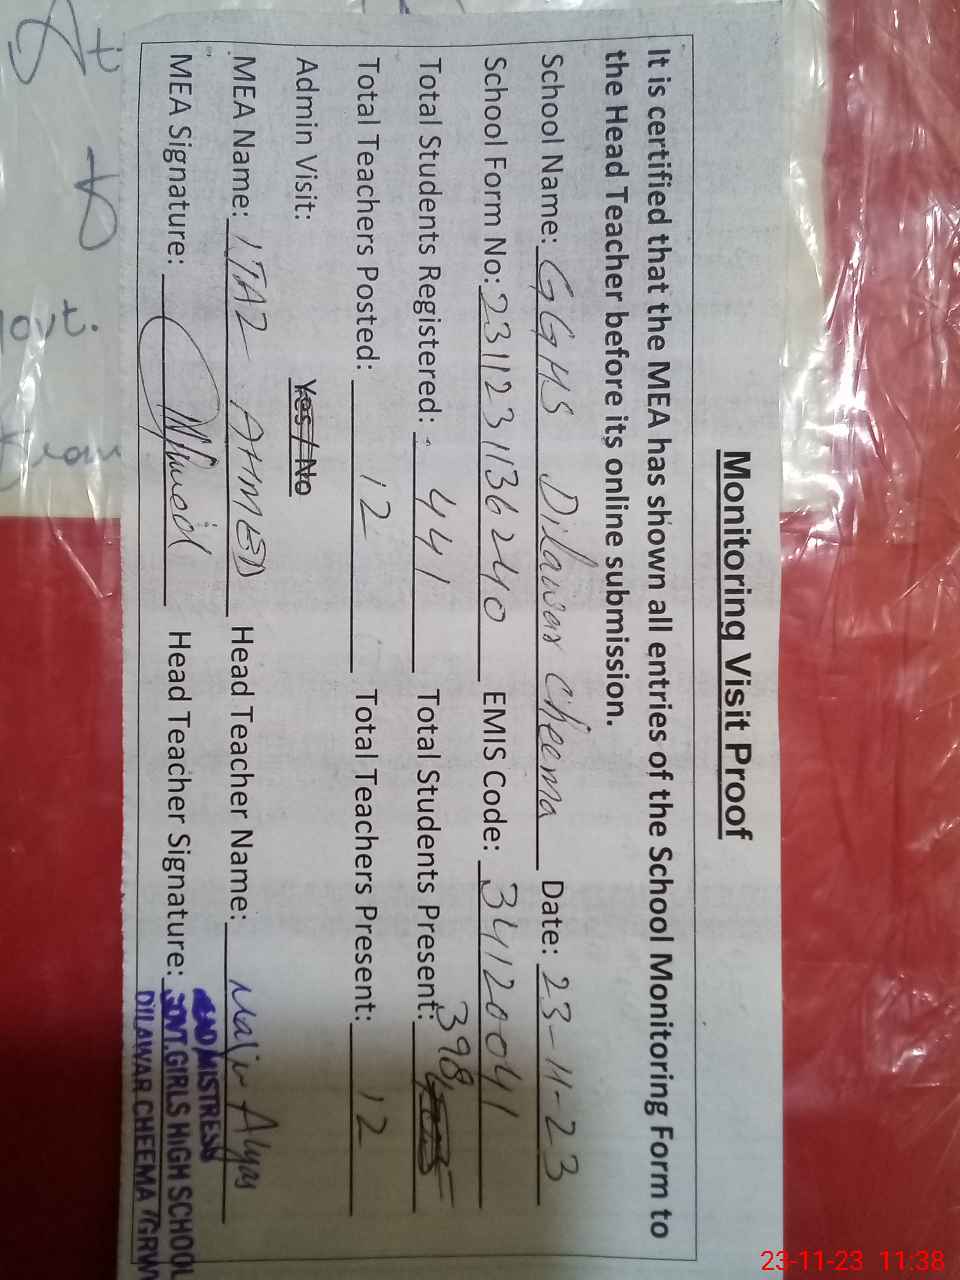 Monitoring Visit Proof
It is certified that the MEA has shown all entries of the School Monitoring Form to
the Head Teacher before its online submission.
School Name: GGHS Dilawar Cheema Date: 23-11-23
School Form No: 2311231136240 EMIS Code: 34120041
Total Students Registered: 441 Total Students Present: 398
Total Teachers Posted: 12 Total Teachers Present: 12
Admin Visit: Yes / No
MEA Name: IJTAZ AHMED Head Teacher Name:
MEA Signature: Ahmed Head Teacher Signature:
HEADMISTRESS
GOVT.GIRLS HIGH SCHOOL
DILAWAR CHEEMA /GRW
23-11-23 11:38